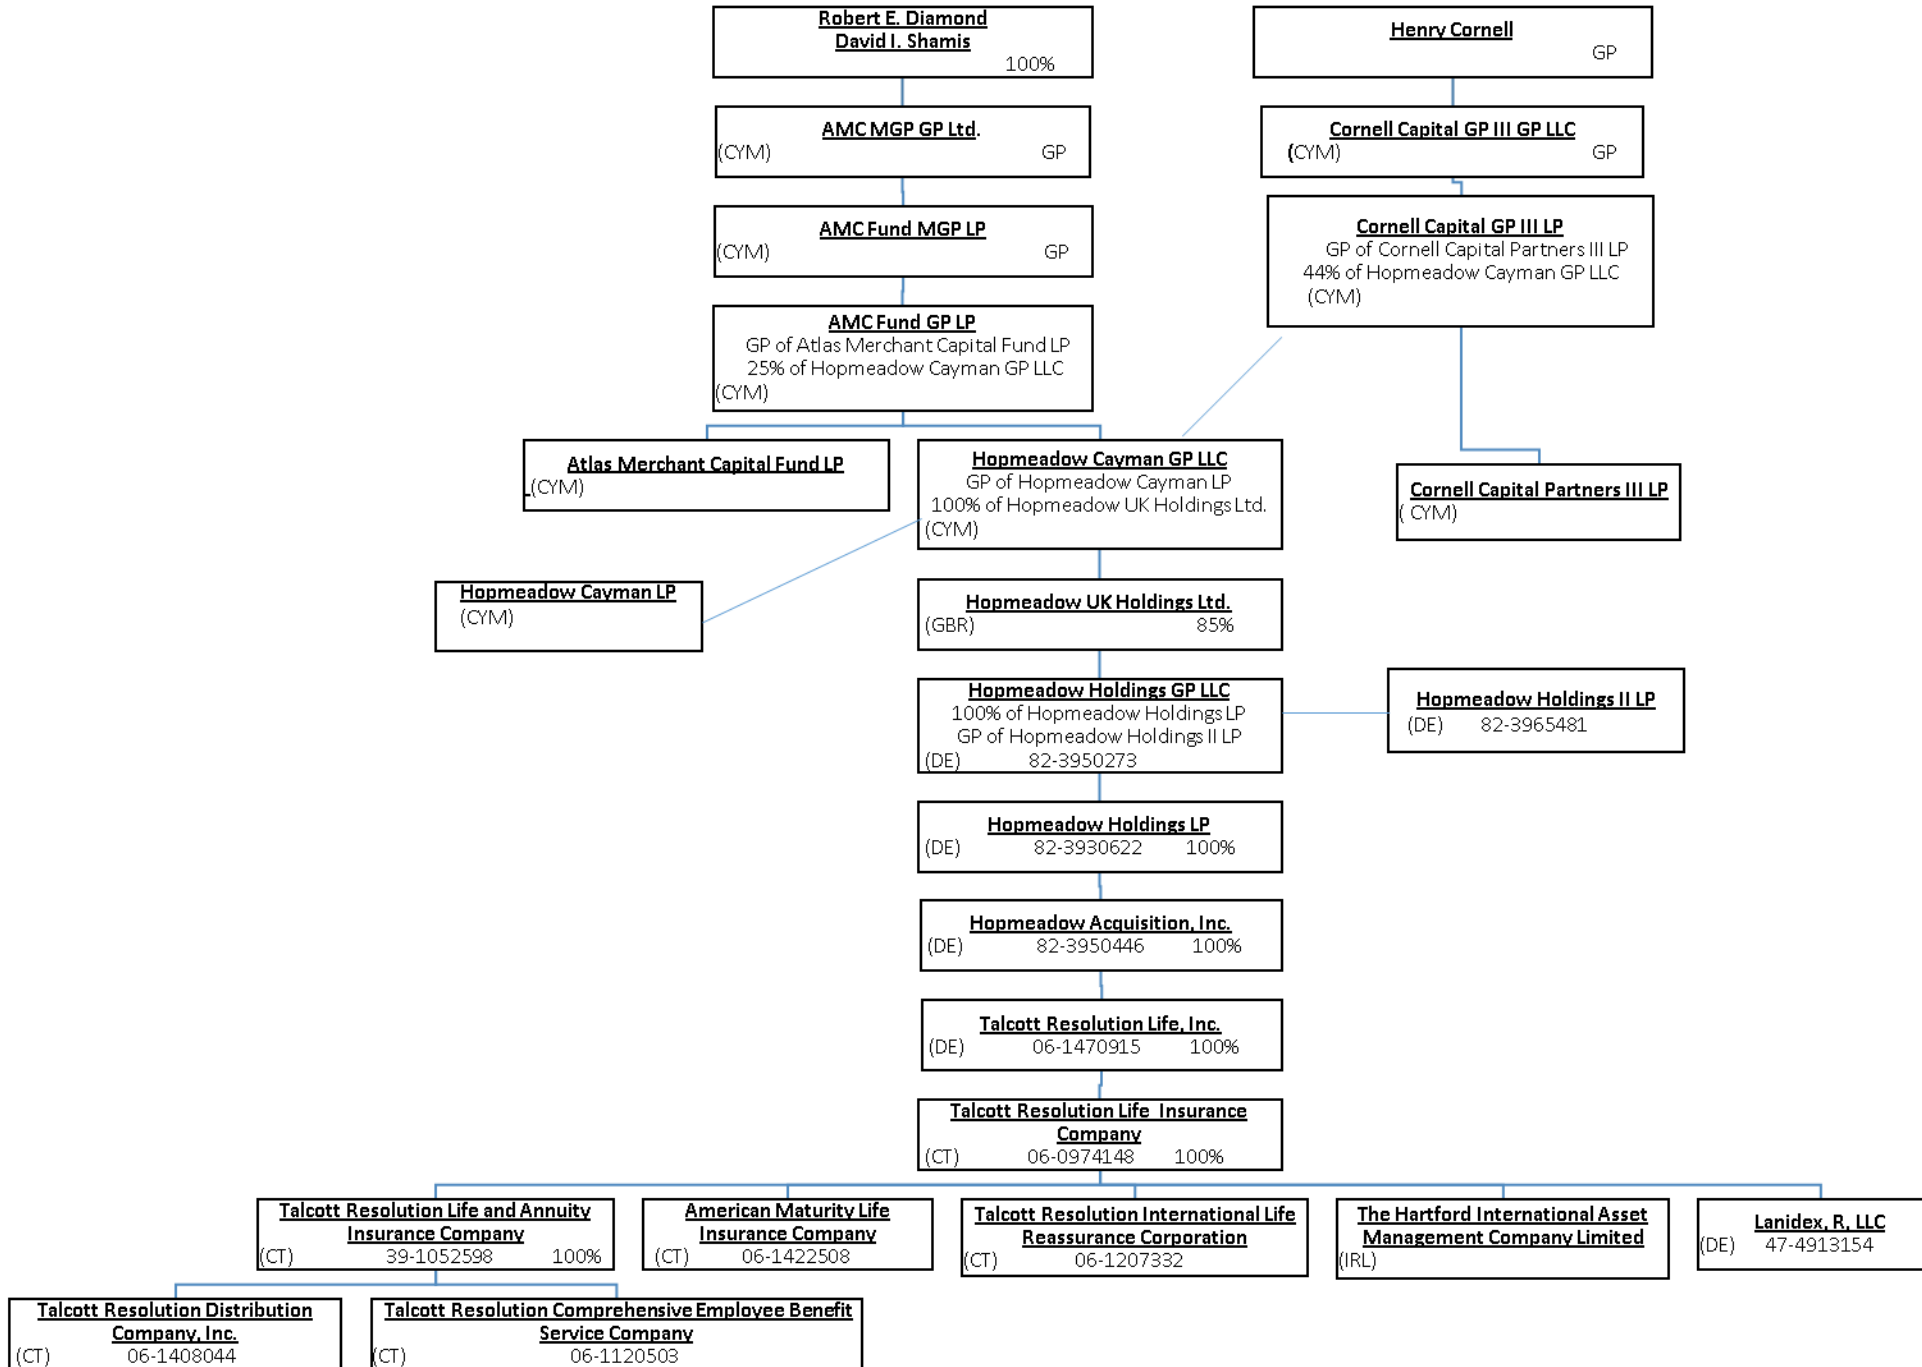 Robert E. Diamond
David I. Shamis
100%
Henry Cornell
GP
AMC MGP GP Ltd.
(CYM) GP
Cornell Capital GP III GP LLC
(CYM) GP
AMC Fund MGP LP
(CYM) GP
Cornell Capital GP III LP
GP of Cornell Capital Partners III LP
44% of Hopmeadow Cayman GP LLC
(CYM)
AMC Fund GP LP
GP of Atlas Merchant Capital Fund LP
25% of Hopmeadow Cayman GP LLC
(CYM)
Atlas Merchant Capital Fund LP
(CYM)
Hopmeadow Cayman GP LLC
GP of Hopmeadow Cayman LP
100% of Hopmeadow UK Holdings Ltd.
(CYM)
Cornell Capital Partners III LP
( CYM)
Hopmeadow Cayman LP
(CYM)
Hopmeadow UK Holdings Ltd.
(GBR) 85%
Hopmeadow Holdings GP LLC
100% of Hopmeadow Holdings LP
GP of Hopmeadow Holdings II LP
(DE) 82-3950273
Hopmeadow Holdings II LP
(DE) 82-3965481
Hopmeadow Holdings LP
(DE) 82-3930622 100%
Hopmeadow Acquisition, Inc.
(DE) 82-3950446 100%
Talcott Resolution Life, Inc.
(DE) 06-1470915 100%
Talcott Resolution Life Insurance
Company
(CT) 06-0974148 100%
Talcott Resolution Life and Annuity
Insurance Company
(CT) 39-1052598 100%
American Maturity Life
Insurance Company
(CT) 06-1422508
Talcott Resolution International Life
Reassurance Corporation
(CT) 06-1207332
The Hartford International Asset
Management Company Limited
(IRL)
Lanidex, R, LLC
(DE) 47-4913154
Talcott Resolution Distribution
Company, Inc.
(CT) 06-1408044
Talcott Resolution Comprehensive Employee Benefit
Service Company
(CT) 06-1120503